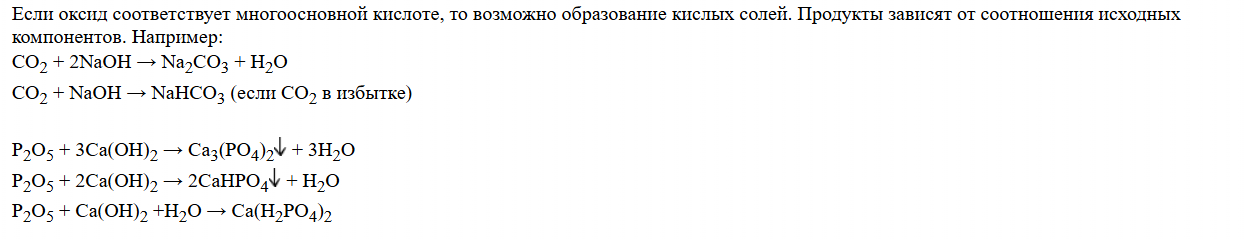 Если оксид соответствует многоосновной кислоте, то возможно образование кислых солей. Продукты зависят от соотношения исходных
компонентов. Например:
CO₂ + 2NaOH → Na₂CO₃ + H₂O
CO₂ + NaOH → NaHCO₃ (если CO₂ в избытке)
P₂O₅ + 3Ca(OH)₂ → Ca₃(PO₄)₂↓ + 3H₂O
P₂O₅ + 2Ca(OH)₂ → 2CaHPO₄↓ + H₂O
P₂O₅ + Ca(OH)₂ +H₂O → Ca(H₂PO₄)₂